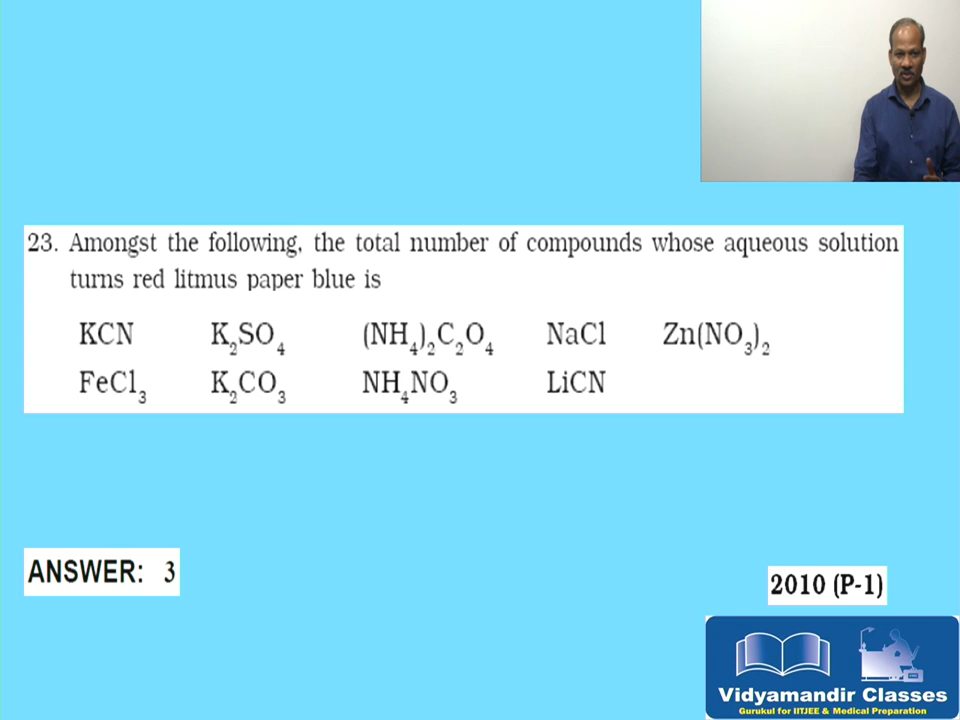 23. Amongst the following, the total number of compounds whose aqueous solution
turns red litmus paper blue is
KCN K₂SO₄ (NH₄)₂C₂O₄ NaCl Zn(NO₃)₂
FeCl₃ K₂CO₃ NH₄NO₃ LiCN
ANSWER: 3
2010 (P-1)
Vidyamandir Classes
Gurukul for IITJEE & Medical Preparation